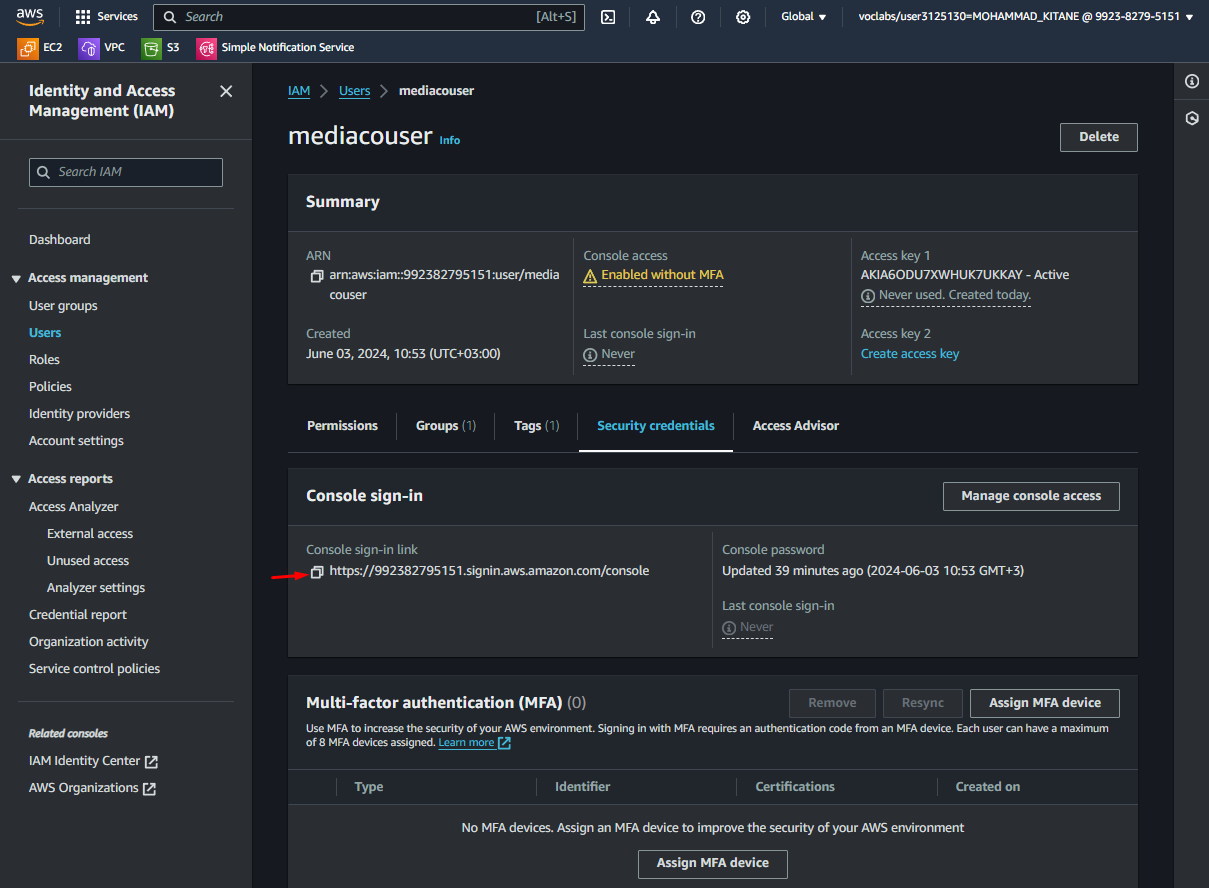 aws
Services
Search
[Alt+S]
Global
voclabs/user3125130=MOHAMMAD_KITANE @ 9923-8279-5151
EC2
VPC
S3
Simple Notification Service
Identity and Access
Management (IAM)
Search IAM
Dashboard
Access management
User groups
Users
Roles
Policies
Identity providers
Account settings
Access reports
Access Analyzer
External access
Unused access
Analyzer settings
Credential report
Organization activity
Service control policies
Related consoles
IAM Identity Center
AWS Organizations
IAM
Users
mediacouser
mediacouser
Info
Delete
Summary
ARN
arn:aws:iam::992382795151:user/media
couser
Created
June 03, 2024, 10:53 (UTC+03:00)
Console access
Enabled without MFA
Last console sign-in
Never
Access key 1
AKIA6ODU7XWHUK7UKKAY - Active
Never used. Created today.
Access key 2
Create access key
Permissions
Groups (1)
Tags (1)
Security credentials
Access Advisor
Console sign-in
Manage console access
Console sign-in link
https://992382795151.signin.aws.amazon.com/console
Console password
Updated 39 minutes ago (2024-06-03 10:53 GMT+3)
Last console sign-in
Never
Multi-factor authentication (MFA) (0)
Remove
Resync
Assign MFA device
Use MFA to increase the security of your AWS environment. Signing in with MFA requires an authentication code from an MFA device. Each user can have a maximum
of 8 MFA devices assigned. Learn more
Type
Identifier
Certifications
Created on
No MFA devices. Assign an MFA device to improve the security of your AWS environment
Assign MFA device